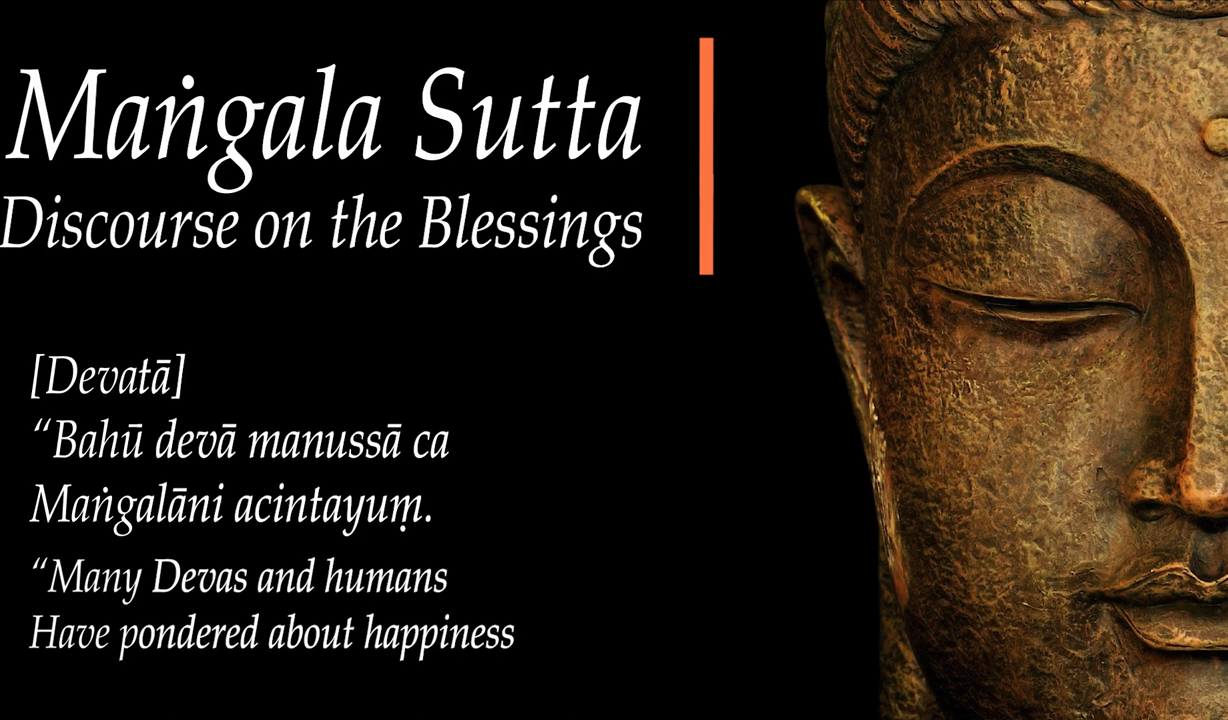 Maṅgala Sutta
Discourse on the Blessings
[Devatā]
“Bahū devā manussā ca
Maṅgalāni acintayuṃ.
“Many Devas and humans
Have pondered about happiness